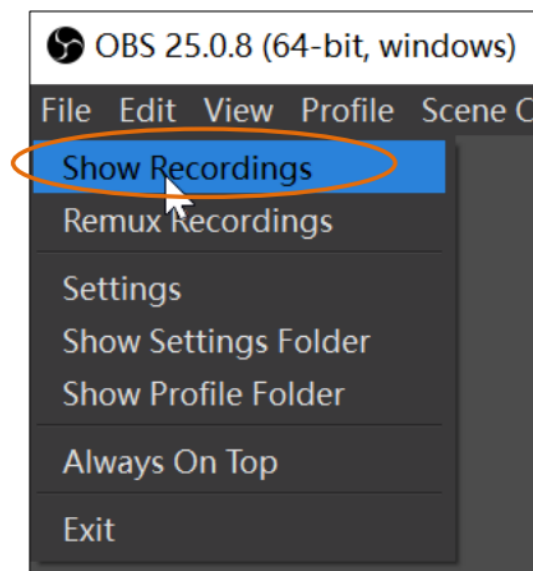 OBS 25.0.8 (64-bit, windows)
File Edit View Profile Scene C
Show Recordings
Remux Recordings
Settings
Show Settings Folder
Show Profile Folder
Always On Top
Exit